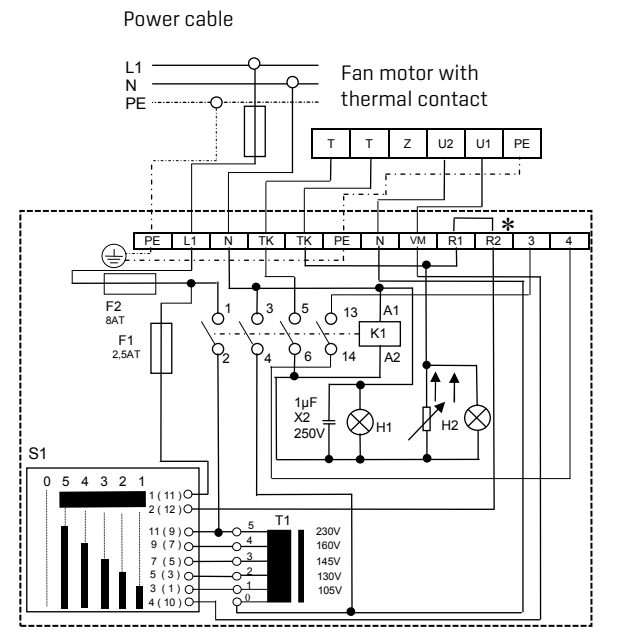 Power cable
L1
N
PE
Fan motor with
thermal contact
T T Z U2 U1 PE
*
PE L1 N TK TK PE N VM R1 R2 3 4
F2
8AT
F1
2,5AT
1 3 5 13 A1
K1
2 4 6 14 A2
1µF
X2
250V
H1
H2
S1
0 5 4 3 2 1
1 (11)
2 (12)
T1
11 (9) 5 230V
9 (7) 4 160V
7 (5) 3 145V
5 (3) 2 130V
3 (1) 1 105V
4 (10) 0